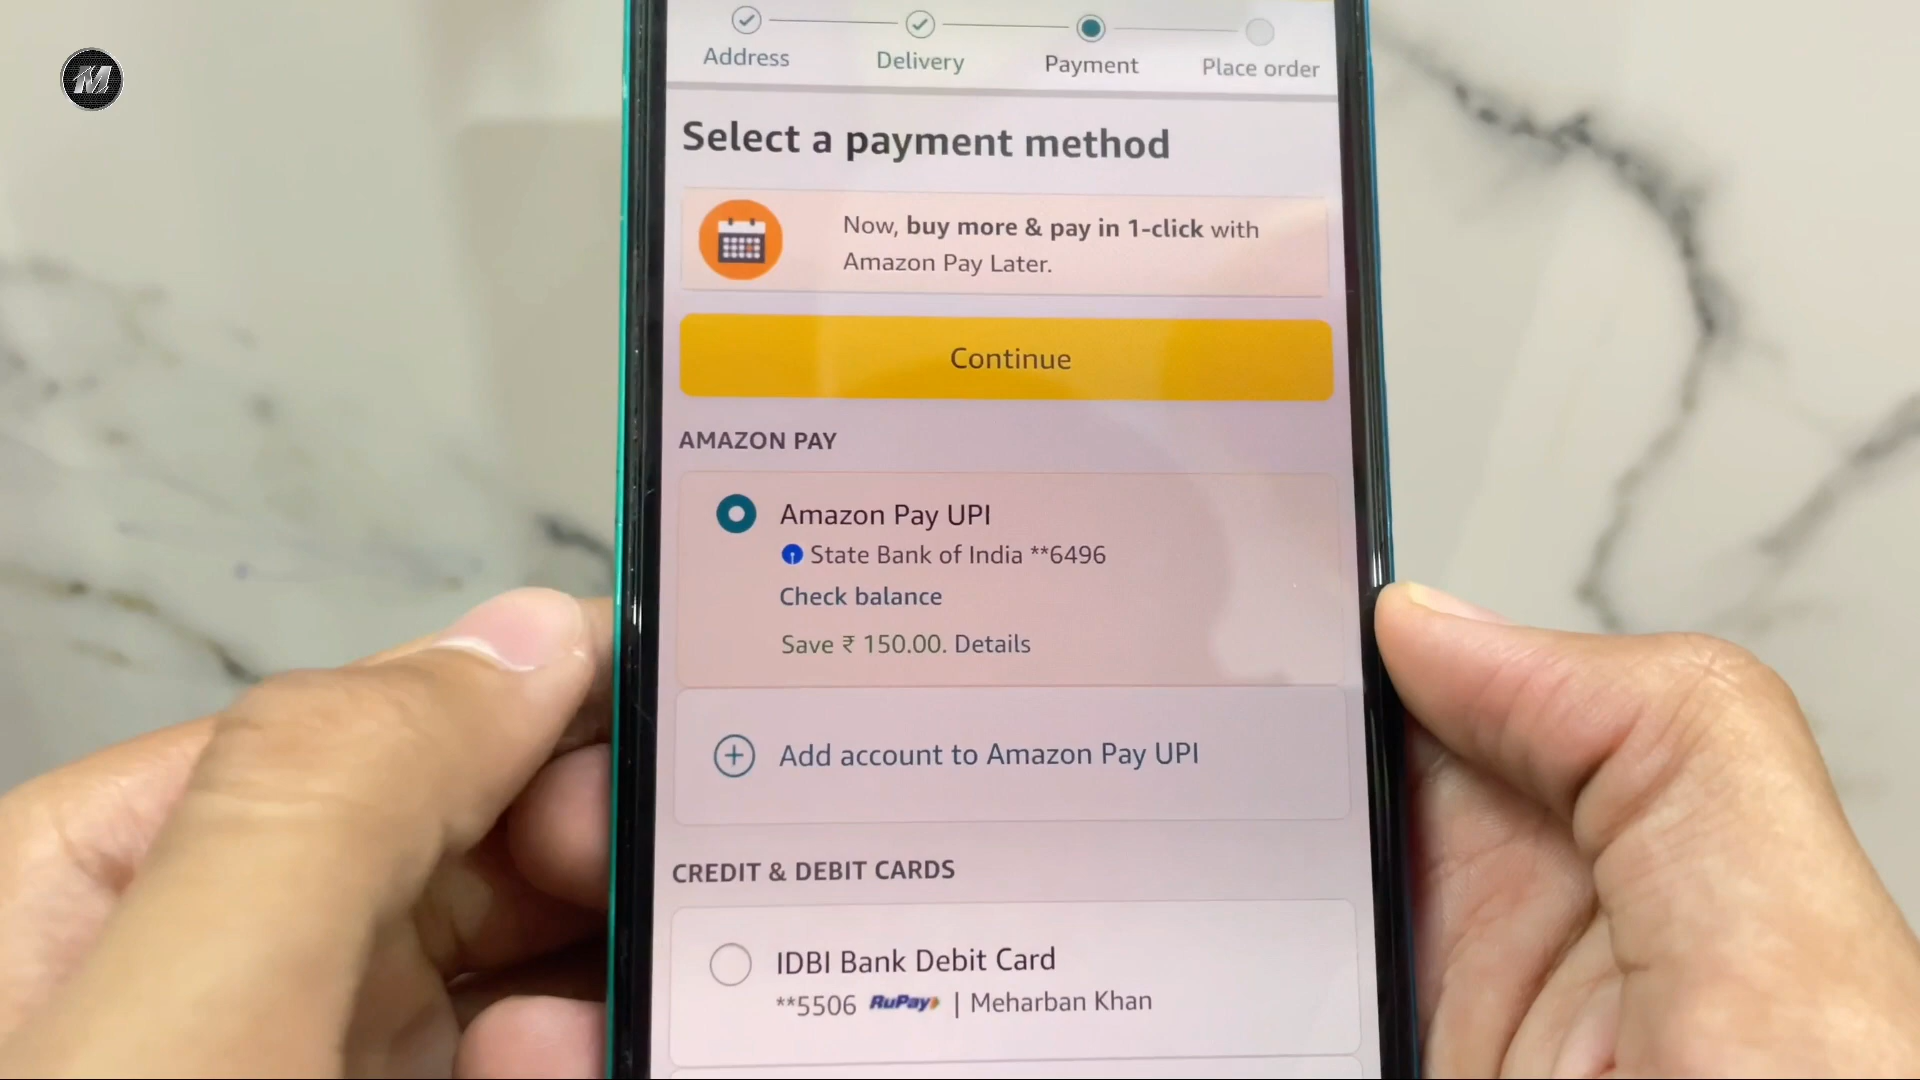 M
Address Delivery Payment Place order
Select a payment method
Now, buy more & pay in 1-click with
Amazon Pay Later.
Continue
AMAZON PAY
Amazon Pay UPI
State Bank of India **6496
Check balance
Save ₹ 150.00. Details
Add account to Amazon Pay UPI
CREDIT & DEBIT CARDS
IDBI Bank Debit Card
**5506 RuPay | Meharban Khan